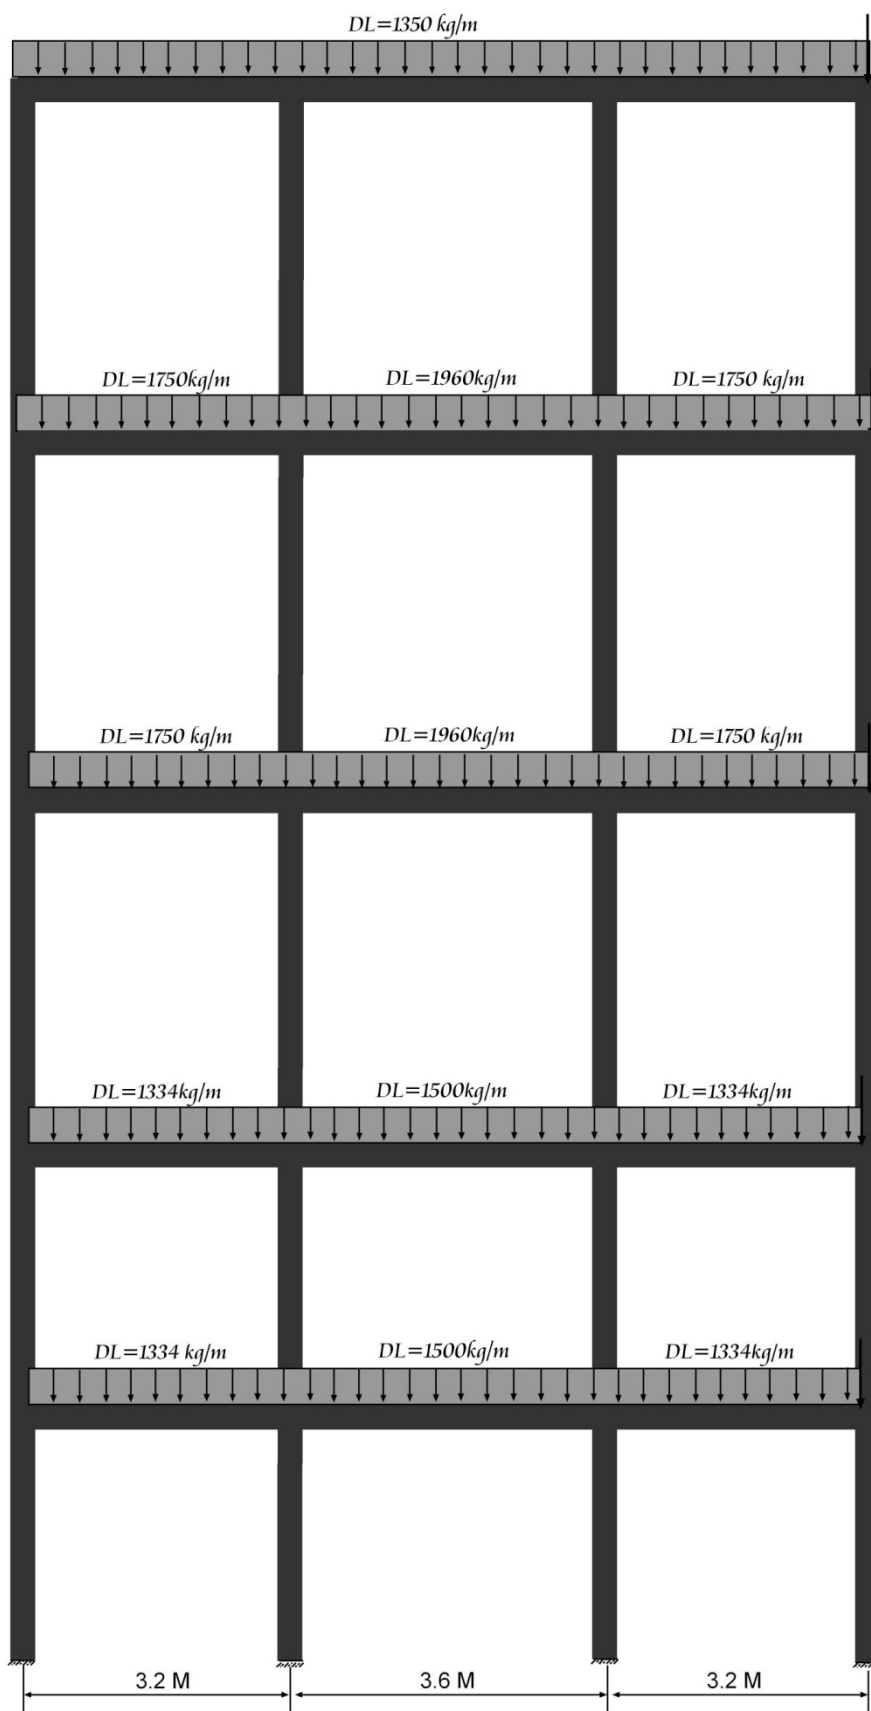 DL=1350 kg/m
DL=1750kg/m DL=1960kg/m DL=1750 kg/m
DL=1750 kg/m DL=1960kg/m DL=1750 kg/m
DL=1334kg/m DL=1500kg/m DL=1334kg/m
DL=1334 kg/m DL=1500kg/m DL=1334kg/m
3.2 M 3.6 M 3.2 M